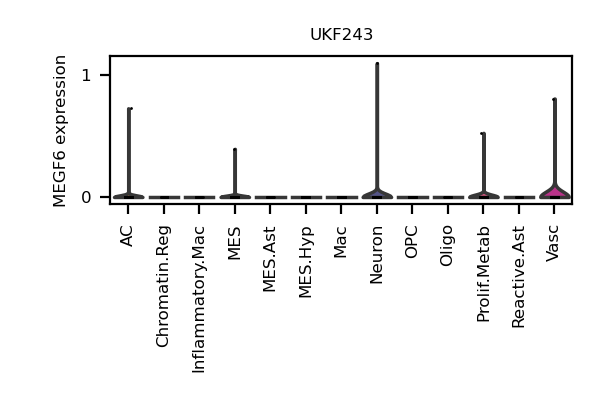 UKF243
MEGF6 expression
1
0
AC
Chromatin.Reg
Inflammatory.Mac
MES
MES.Ast
MES.Hyp
Mac
Neuron
OPC
Oligo
Prolif.Metab
Reactive.Ast
Vasc